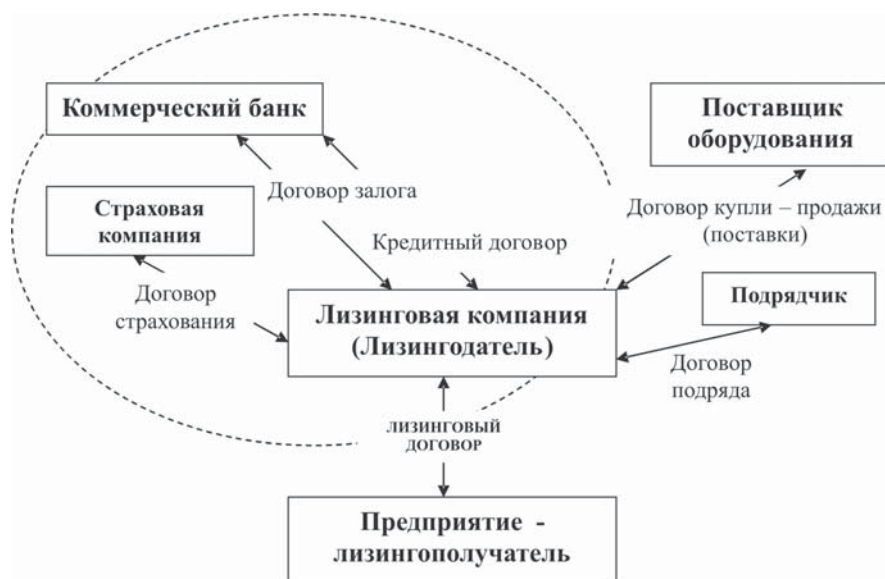 Коммерческий банк
Поставщик
оборудования
Договор залога
Страховая
компания
Договор купли – продажи
(поставки)
Кредитный договор
Договор
страхования
Подрядчик
Лизинговая компания
(Лизингодатель)
Договор
подряда
ЛИЗИНГОВЫЙ
ДОГОВОР
Предприятие -
лизингополучатель